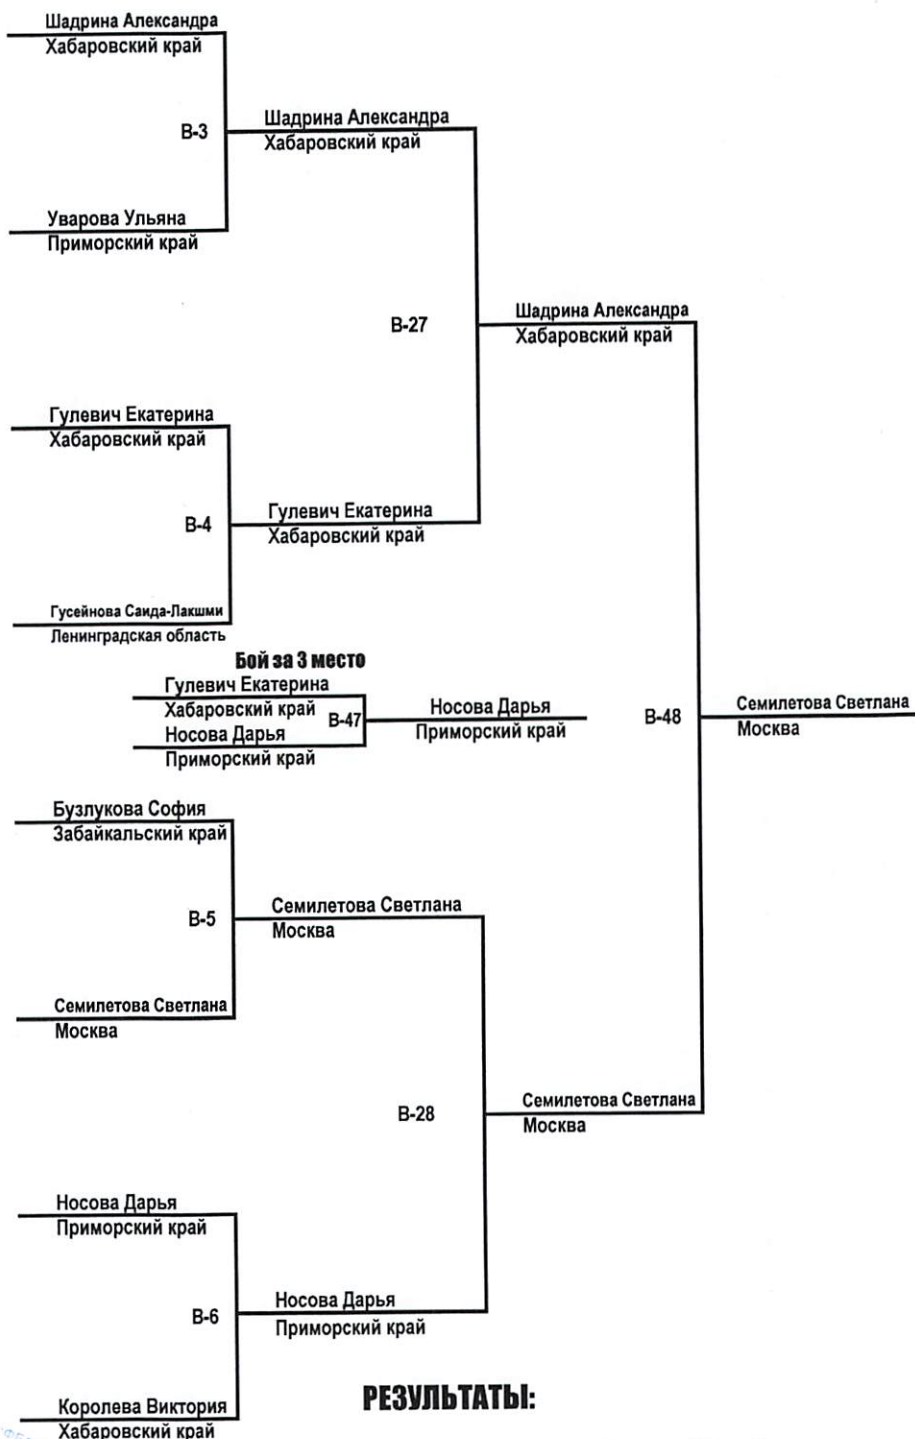 Шадрина Александра
Хабаровский край
В-3
Шадрина Александра
Хабаровский край
Уварова Ульяна
Приморский край
В-27
Шадрина Александра
Хабаровский край
Гулевич Екатерина
Хабаровский край
В-4
Гулевич Екатерина
Хабаровский край
Гусейнова Саида-Лакшми
Ленинградская область
Бой за 3 место
Гулевич Екатерина
Хабаровский край
В-47
Носова Дарья
Приморский край
Носова Дарья
Приморский край
В-48
Семилетова Светлана
Москва
Бузлукова София
Забайкальский край
В-5
Семилетова Светлана
Москва
Семилетова Светлана
Москва
В-28
Семилетова Светлана
Москва
Носова Дарья
Приморский край
В-6
Носова Дарья
Приморский край
Королева Виктория
Хабаровский край
РЕЗУЛЬТАТЫ: